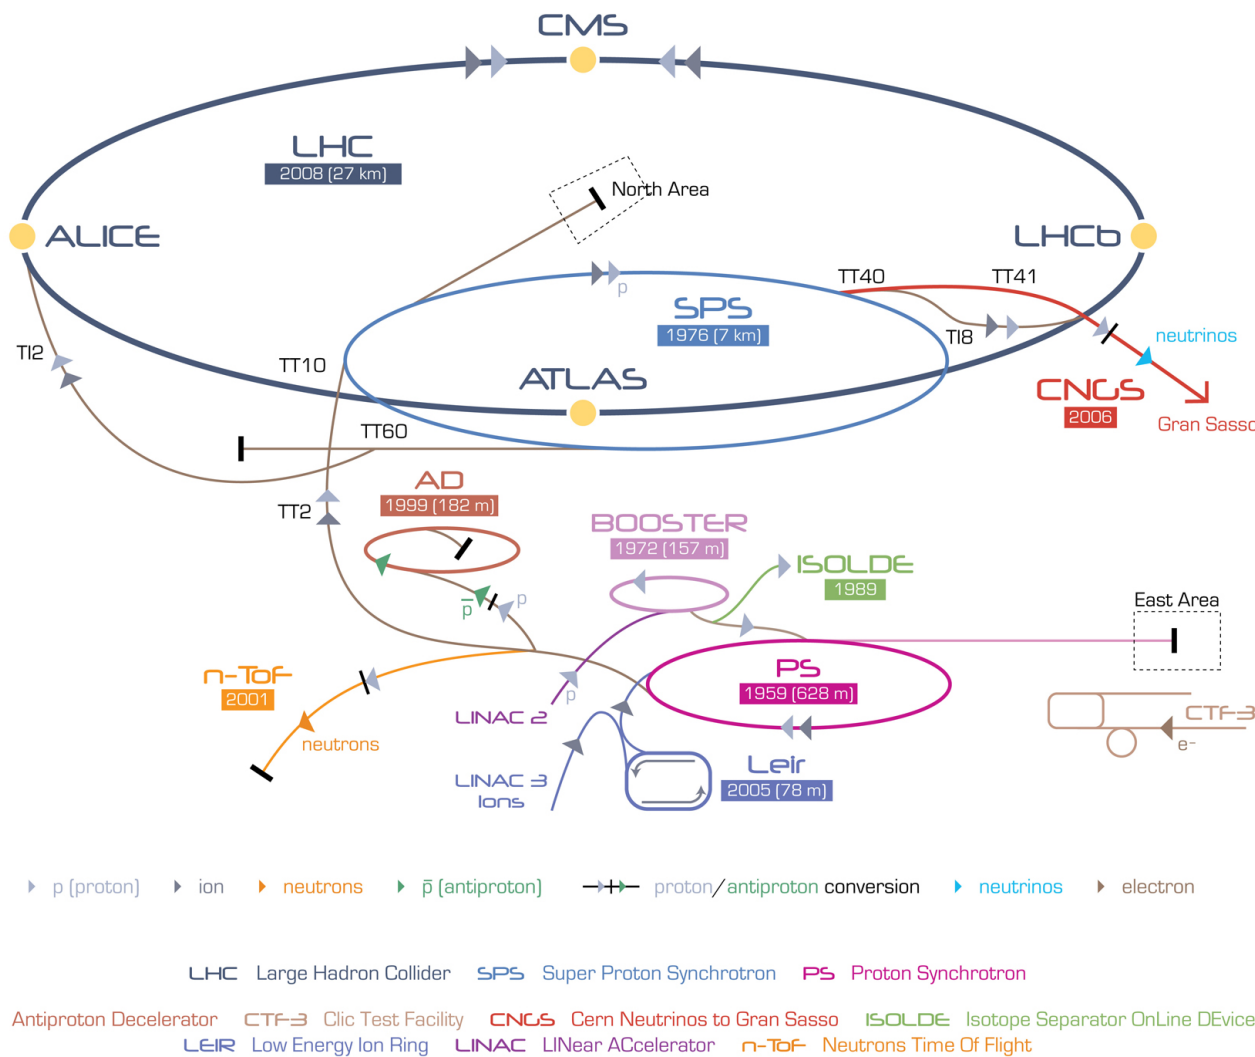 CMS
LHC
2008 (27 km)
North Area
ALICE
LHCb
TT40
TT41
p
SPS
1976 (7 km)
TI8
neutrinos
TI2
TT10
ATLAS
CNGS
2006
Gran Sasso
TT60
AD
1999 (182 m)
TT2
BOOSTER
1972 (157 m)
ISOLDE
1989
p̅
p
East Area
n-ToF
2001
PS
1959 (628 m)
p
LINAC 2
neutrons
CTF-3
e-
LINAC 3
Ions
Leir
2005 (78 m)
p (proton)
ion
neutrons
p̅ (antiproton)
proton/antiproton conversion
neutrinos
electron
LHC Large Hadron Collider SPS Super Proton Synchrotron PS Proton Synchrotron
Antiproton Decelerator CTF-3 Clic Test Facility CNGS Cern Neutrinos to Gran Sasso ISOLDE Isotope Separator OnLine DEvice
LEIR Low Energy Ion Ring LINAC LINear ACcelerator n-ToF Neutrons Time Of Flight